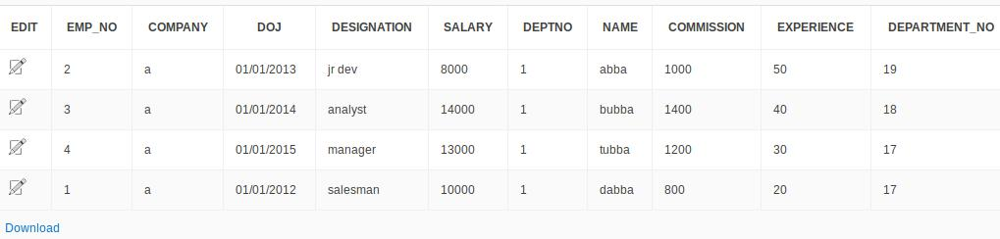 EDIT EMP_NO COMPANY DOJ DESIGNATION SALARY DEPTNO NAME COMMISSION EXPERIENCE DEPARTMENT_NO
2 a 01/01/2013 jr dev 8000 1 abba 1000 50 19
3 a 01/01/2014 analyst 14000 1 bubba 1400 40 18
4 a 01/01/2015 manager 13000 1 tubba 1200 30 17
1 a 01/01/2012 salesman 10000 1 dabba 800 20 17
Download